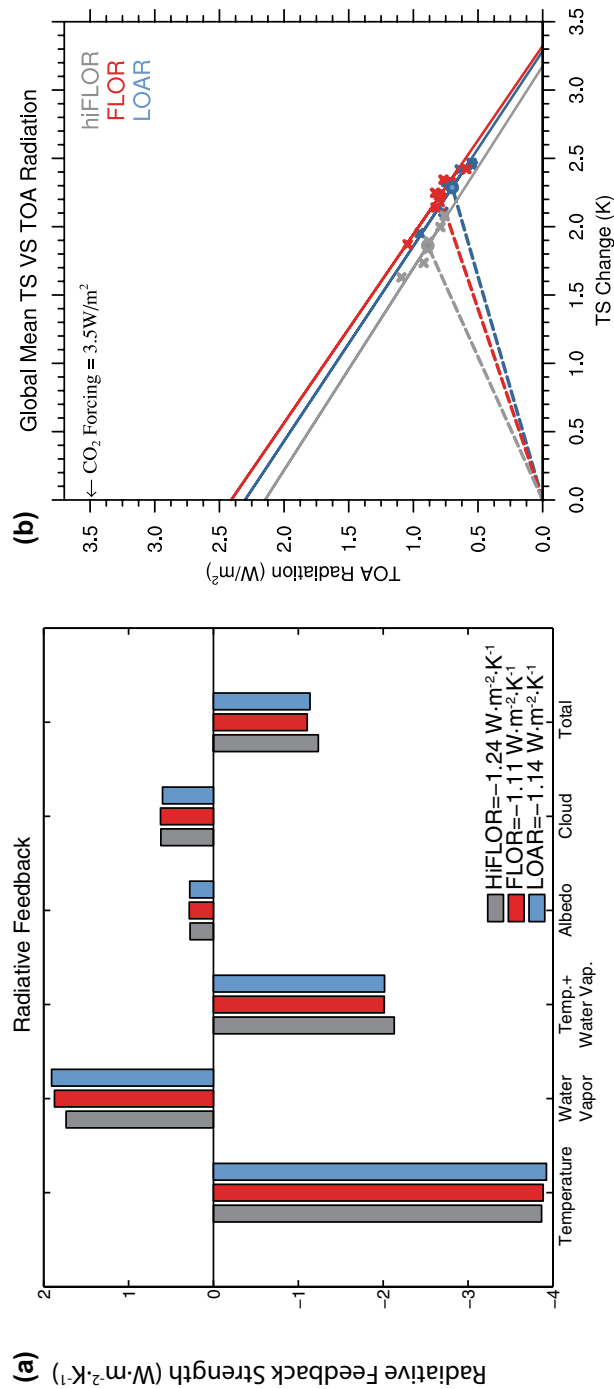 (a)
Radiative Feedback
Radiative Feedback Strength (W·m⁻²·K⁻¹)
2
1
0
−1
−2
−3
−4
Temperature
Water Vapor
Temp.+ Water Vap.
Albedo
Cloud
Total
HiFLOR=−1.24 W·m⁻²·K⁻¹
FLOR=−1.11 W·m⁻²·K⁻¹
LOAR=−1.14 W·m⁻²·K⁻¹
(b)
Global Mean TS VS TOA Radiation
← CO₂ Forcing = 3.5W/m²
hiFLOR
FLOR
LOAR
TOA Radiation (W/m²)
3.5
3.0
2.5
2.0
1.5
1.0
0.5
0.0
0.0 0.5 1.0 1.5 2.0 2.5 3.0 3.5
TS Change (K)